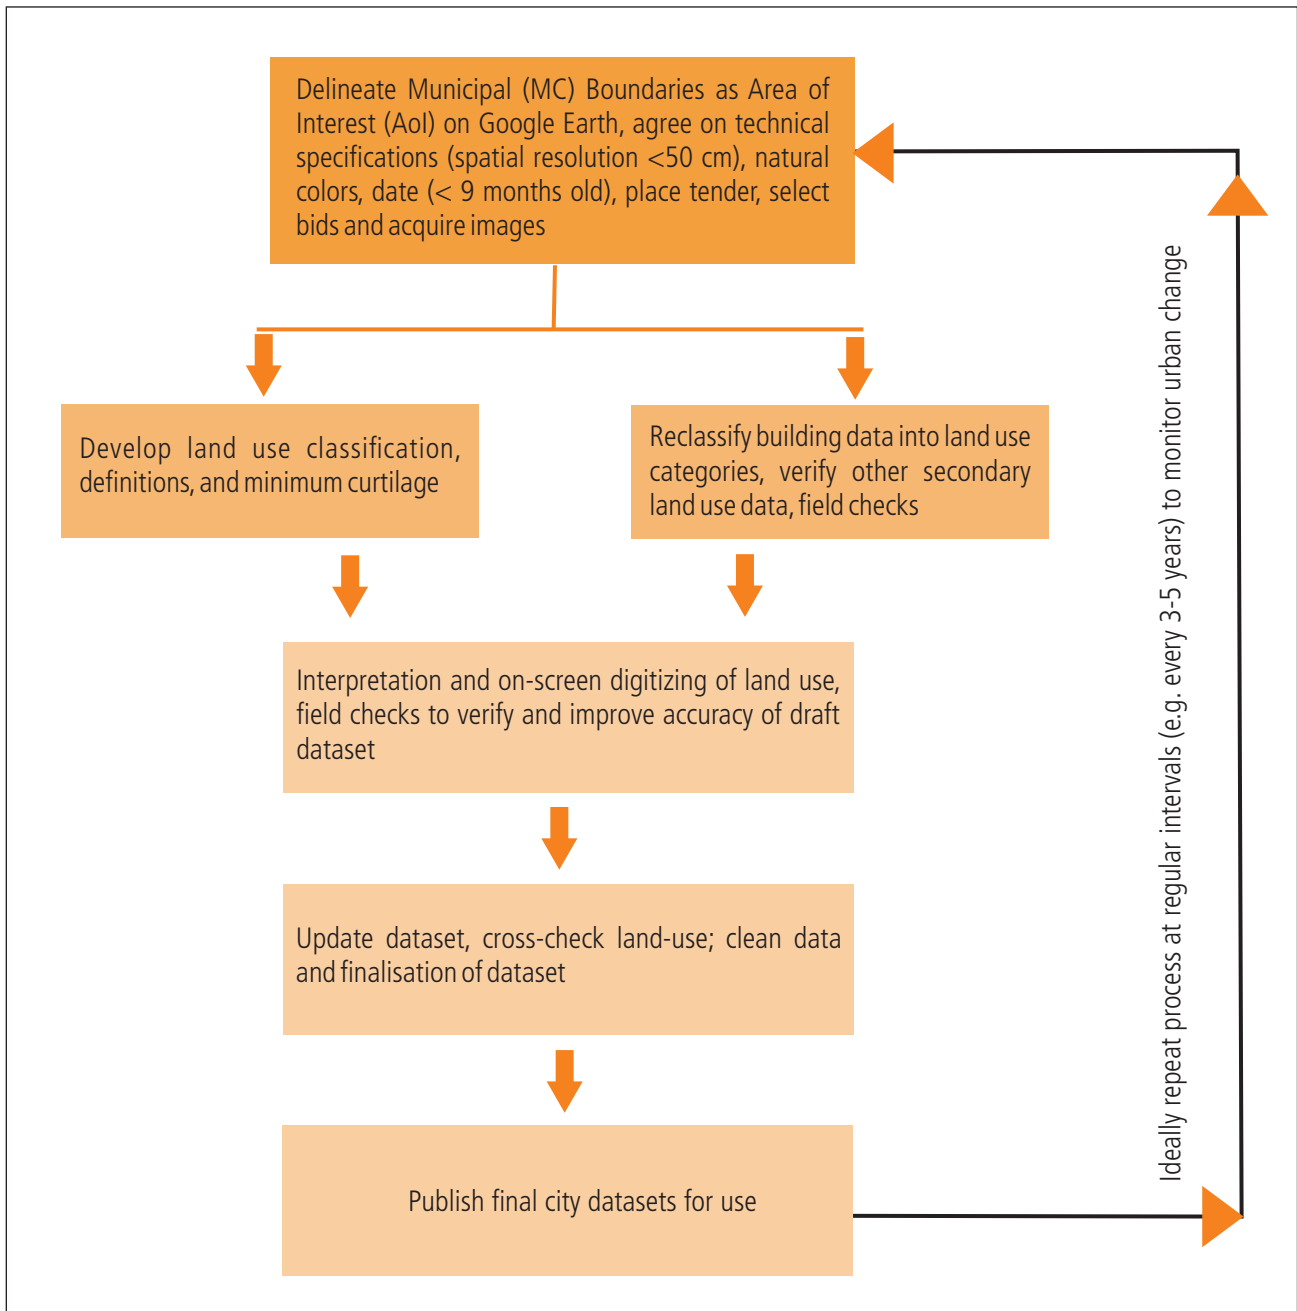 Delineate Municipal (MC) Boundaries as Area of
Interest (AoI) on Google Earth, agree on technical
specifications (spatial resolution <50 cm), natural
colors, date (< 9 months old), place tender, select
bids and acquire images
Develop land use classification,
definitions, and minimum curtilage
Reclassify building data into land use
categories, verify other secondary
land use data, field checks
Interpretation and on-screen digitizing of land use,
field checks to verify and improve accuracy of draft
dataset
Update dataset, cross-check land-use; clean data
and finalisation of dataset
Publish final city datasets for use
Ideally repeat process at regular intervals (e.g. every 3-5 years) to monitor urban change